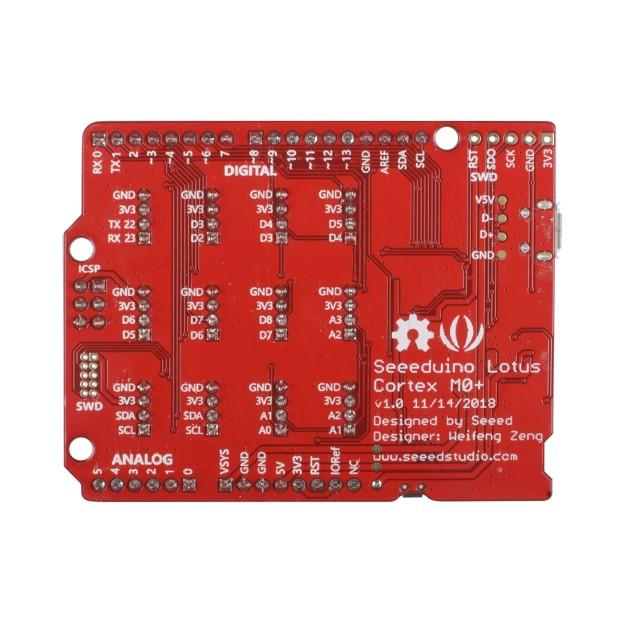 RX 0
TX 1
2
~3
~4
~5
~6
7
~8
~9
~10
~11
~12
~13
GND
AREF
SDA
SCL
RST
SDO
SCK
GND
3V3
DIGITAL
SWD
V5V
D-
D+
GND
GND
3V3
TX 22
RX 23
GND
3V3
D3
D2
GND
3V3
D4
D3
GND
3V3
D5
D4
ICSP
GND
3V3
D6
D5
GND
3V3
D7
D6
GND
3V3
D8
D7
GND
3V3
A3
A2
SWD
GND
3V3
SDA
SCL
GND
3V3
SDA
SCL
GND
3V3
A1
A0
GND
3V3
A2
A1
Seeeduino Lotus
Cortex M0+
v1.0 11/14/2018
Designed by Seeed
Designer: Weifeng Zeng
www.seeedstudio.com
ANALOG
5
4
3
2
1
0
VSYS
GND
GND
5V
3V3
RST
IORef
NC